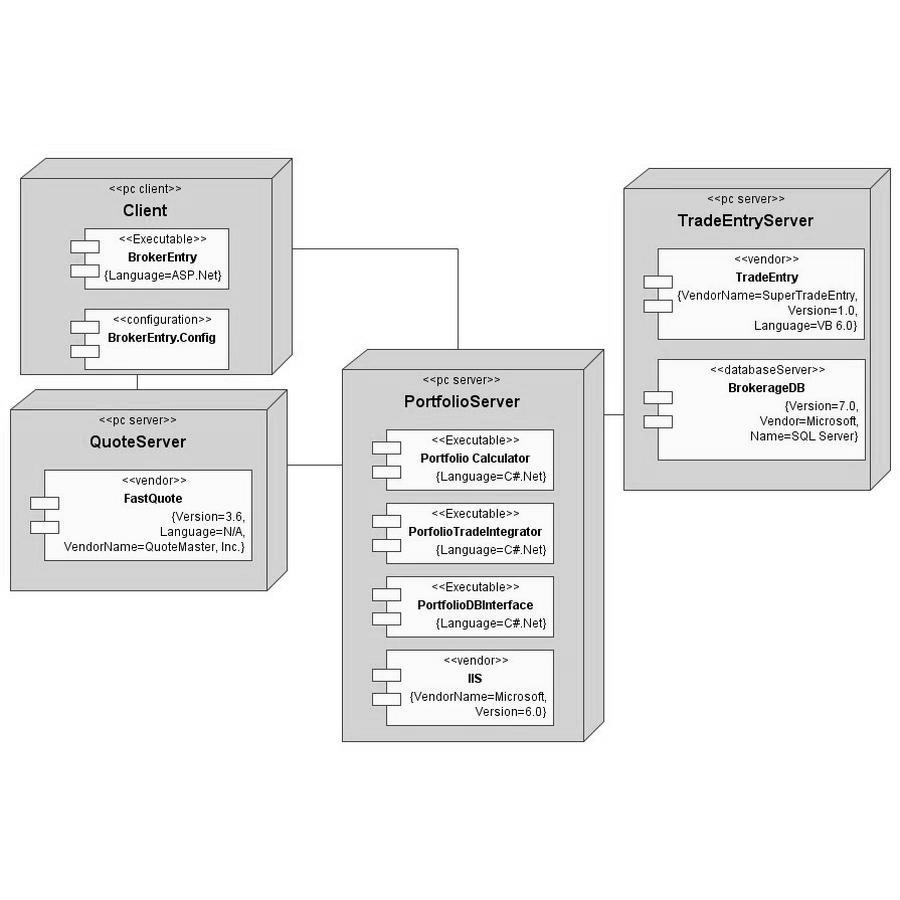 <<pc client>>
Client
<<Executable>>
BrokerEntry
{Language=ASP.Net}
<<configuration>>
BrokerEntry.Config
<<pc server>>
QuoteServer
<<vendor>>
FastQuote
{Version=3.6,
Language=N/A,
VendorName=QuoteMaster, Inc.}
<<pc server>>
PortfolioServer
<<Executable>>
Portfolio Calculator
{Language=C#.Net}
<<Executable>>
PorfolioTradeIntegrator
{Language=C#.Net}
<<Executable>>
PortfolioDBInterface
{Language=C#.Net}
<<vendor>>
IIS
{VendorName=Microsoft,
Version=6.0}
<<pc server>>
TradeEntryServer
<<vendor>>
TradeEntry
{VendorName=SuperTradeEntry,
Version=1.0,
Language=VB 6.0}
<<databaseServer>>
BrokerageDB
{Version=7.0,
Vendor=Microsoft,
Name=SQL Server}